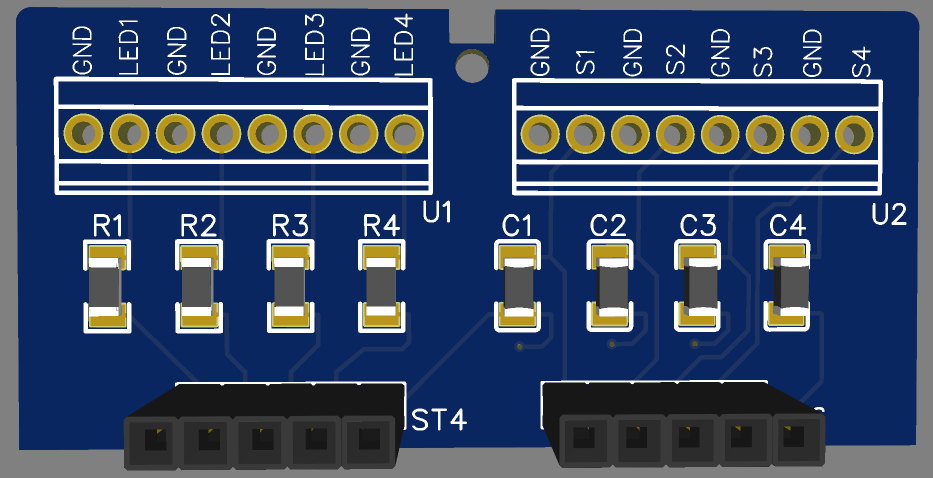 GND LED1 GND LED2 GND LED3 GND LED4
GND S1 GND S2 GND S3 GND S4
U1
U2
R1 R2 R3 R4
C1 C2 C3 C4
ST4